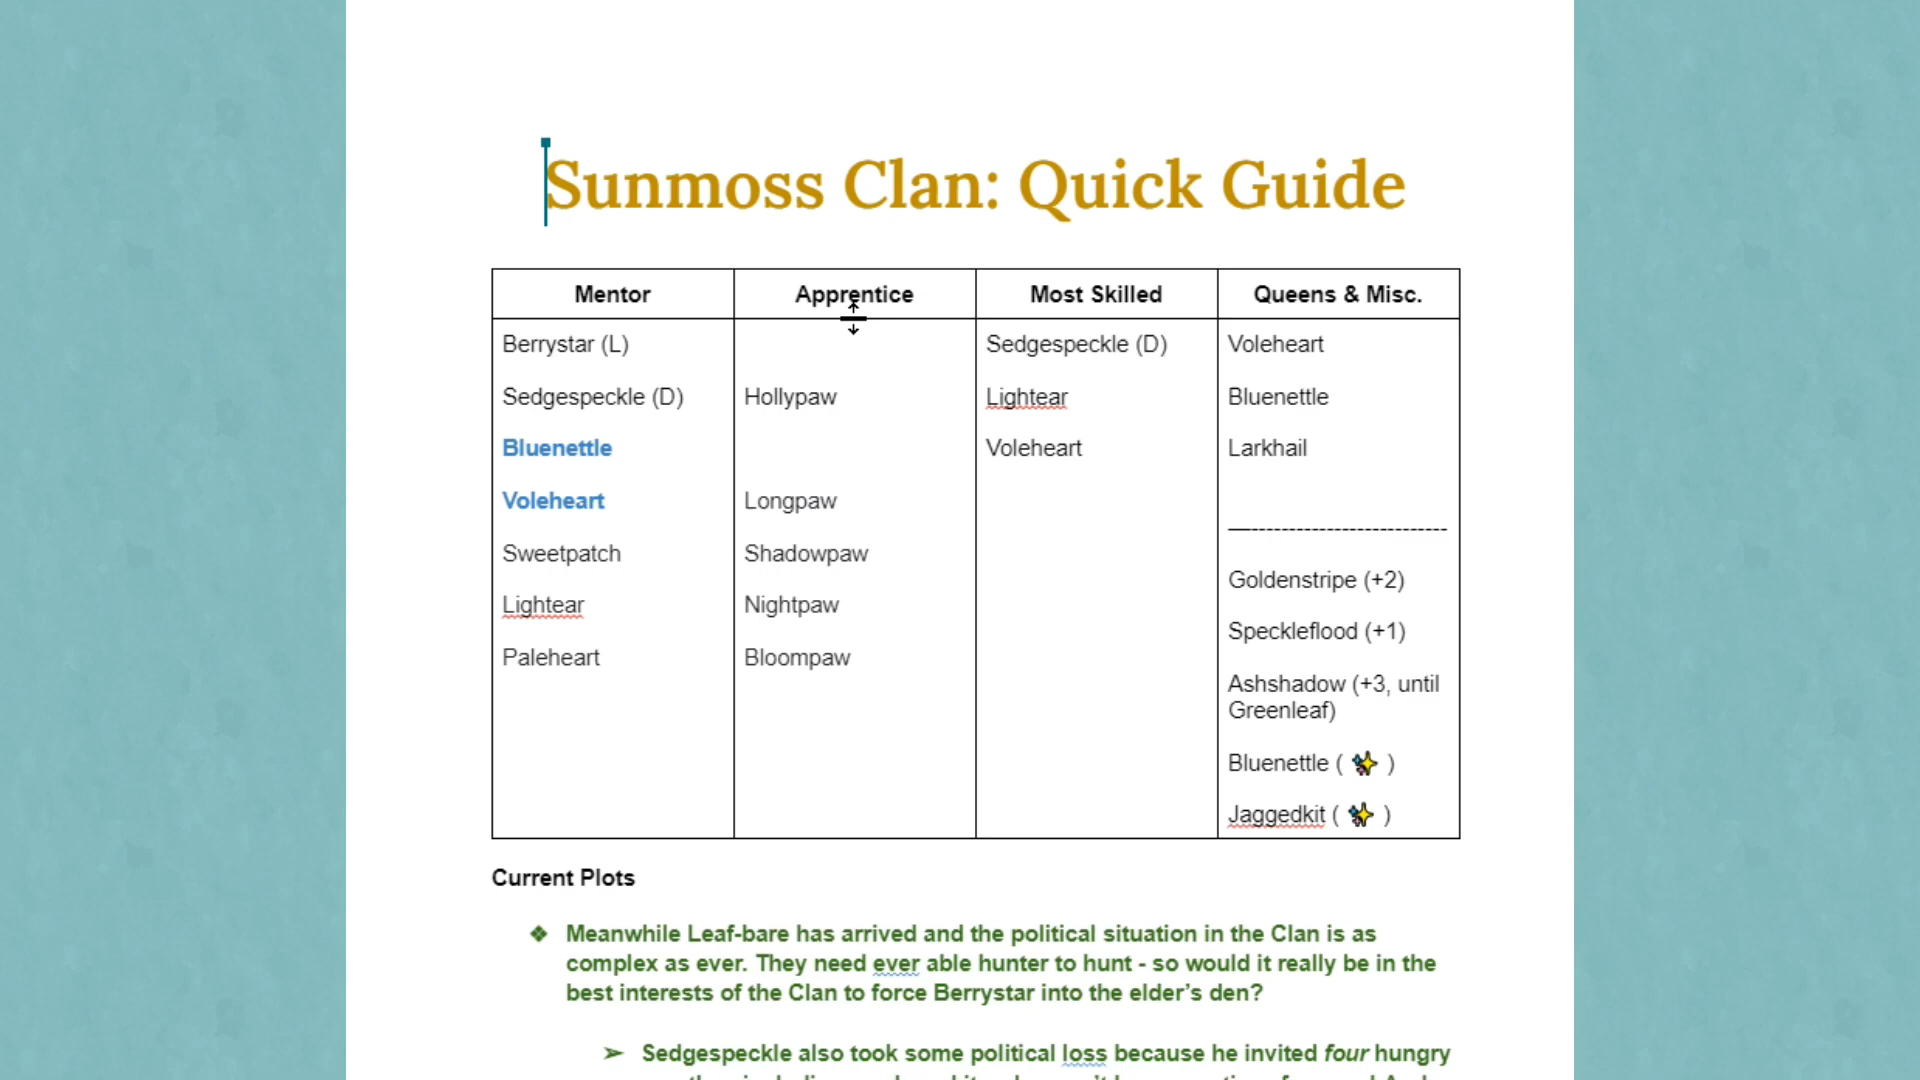 Sunmoss Clan: Quick Guide
Mentor Apprentice Most Skilled Queens & Misc.
Berrystar (L) Sedgespeckle (D) Voleheart
Sedgespeckle (D) Hollypaw Lightear Bluenettle
Bluenettle Voleheart Larkhail
Voleheart Longpaw
—--------------------------
Sweetpatch Shadowpaw
Goldenstripe (+2)
Lightear Nightpaw
Speckleflood (+1)
Paleheart Bloompaw
Ashshadow (+3, until
Greenleaf)
Bluenettle ( ✨ )
Jaggedkit ( ✨ )
Current Plots
❖ Meanwhile Leaf-bare has arrived and the political situation in the Clan is as
complex as ever. They need ever able hunter to hunt - so would it really be in the
best interests of the Clan to force Berrystar into the elder’s den?
➢ Sedgespeckle also took some political loss because he invited four hungry